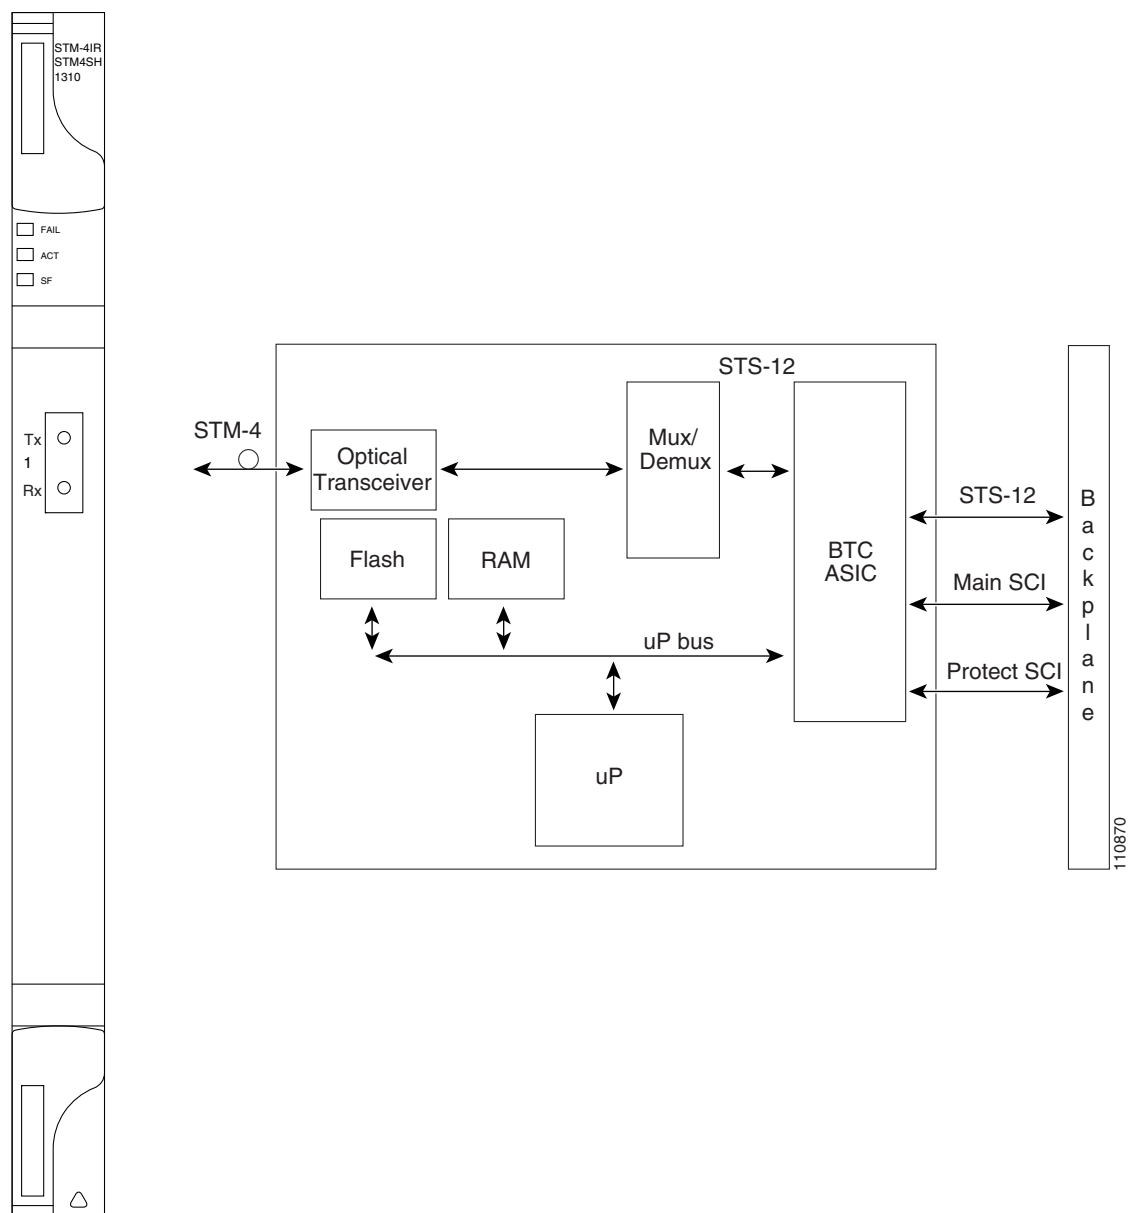 STM-4IR
STM4SH
1310
FAIL
ACT
SF
Tx
1
Rx
STM-4
Optical
Transceiver
Flash
RAM
uP bus
uP
STS-12
Mux/
Demux
BTC
ASIC
STS-12
Main SCI
Protect SCI
Backplane
110870